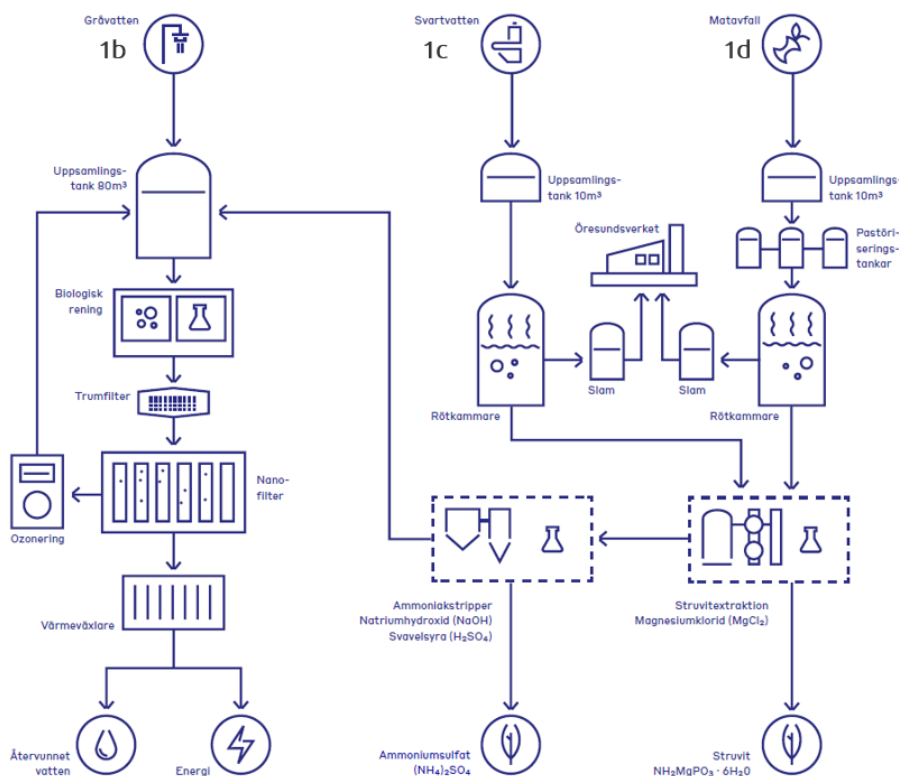 Gråvatten
1b
Svartvatten
1c
Matavfall
1d
Uppsamlings-
tank 80m³
Uppsamlings-
tank 10m³
Uppsamlings-
tank 10m³
Öresundsverket
Pastöri-
serings-
tankar
Biologisk
rening
Trumfilter
Slam
Slam
Rötkammare
Rötkammare
Nano-
filter
Ozonering
Värmeväxlare
Ammoniakstripper
Natriumhydroxid (NaOH)
Svavelsyra (H₂SO₄)
Struvitextraktion
Magnesiumklorid (MgCl₂)
Återvunnet
vatten
Energi
Ammoniumsulfat
(NH₄)₂SO₄
Struvit
NH₂MgPO₃ · 6H₂0